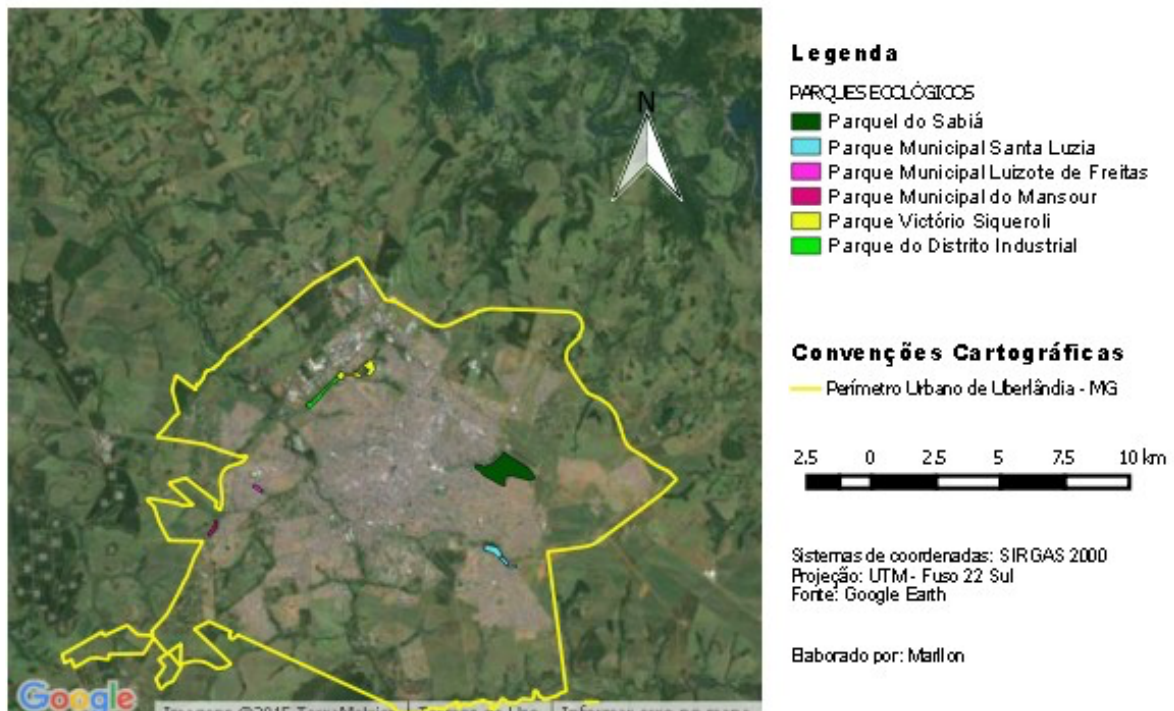 N
Legenda
PARQUES ECOLÓGICOS
Parquel do Sabiá
Parque Municipal Santa Luzia
Parque Municipal Luizote de Freitas
Parque Municipal do Mansour
Parque Victório Siqueroli
Parque do Distrito Industrial
Convenções Cartográficas
Perímetro Urbano de Uberlândia - MG
2.5 0 2.5 5 7.5 10 km
Sistemas de coordenadas: SIRGAS 2000
Projeção: UTM - Fuso 22 Sul
Fonte: Google Earth
Elaborado por: Marllon
Google